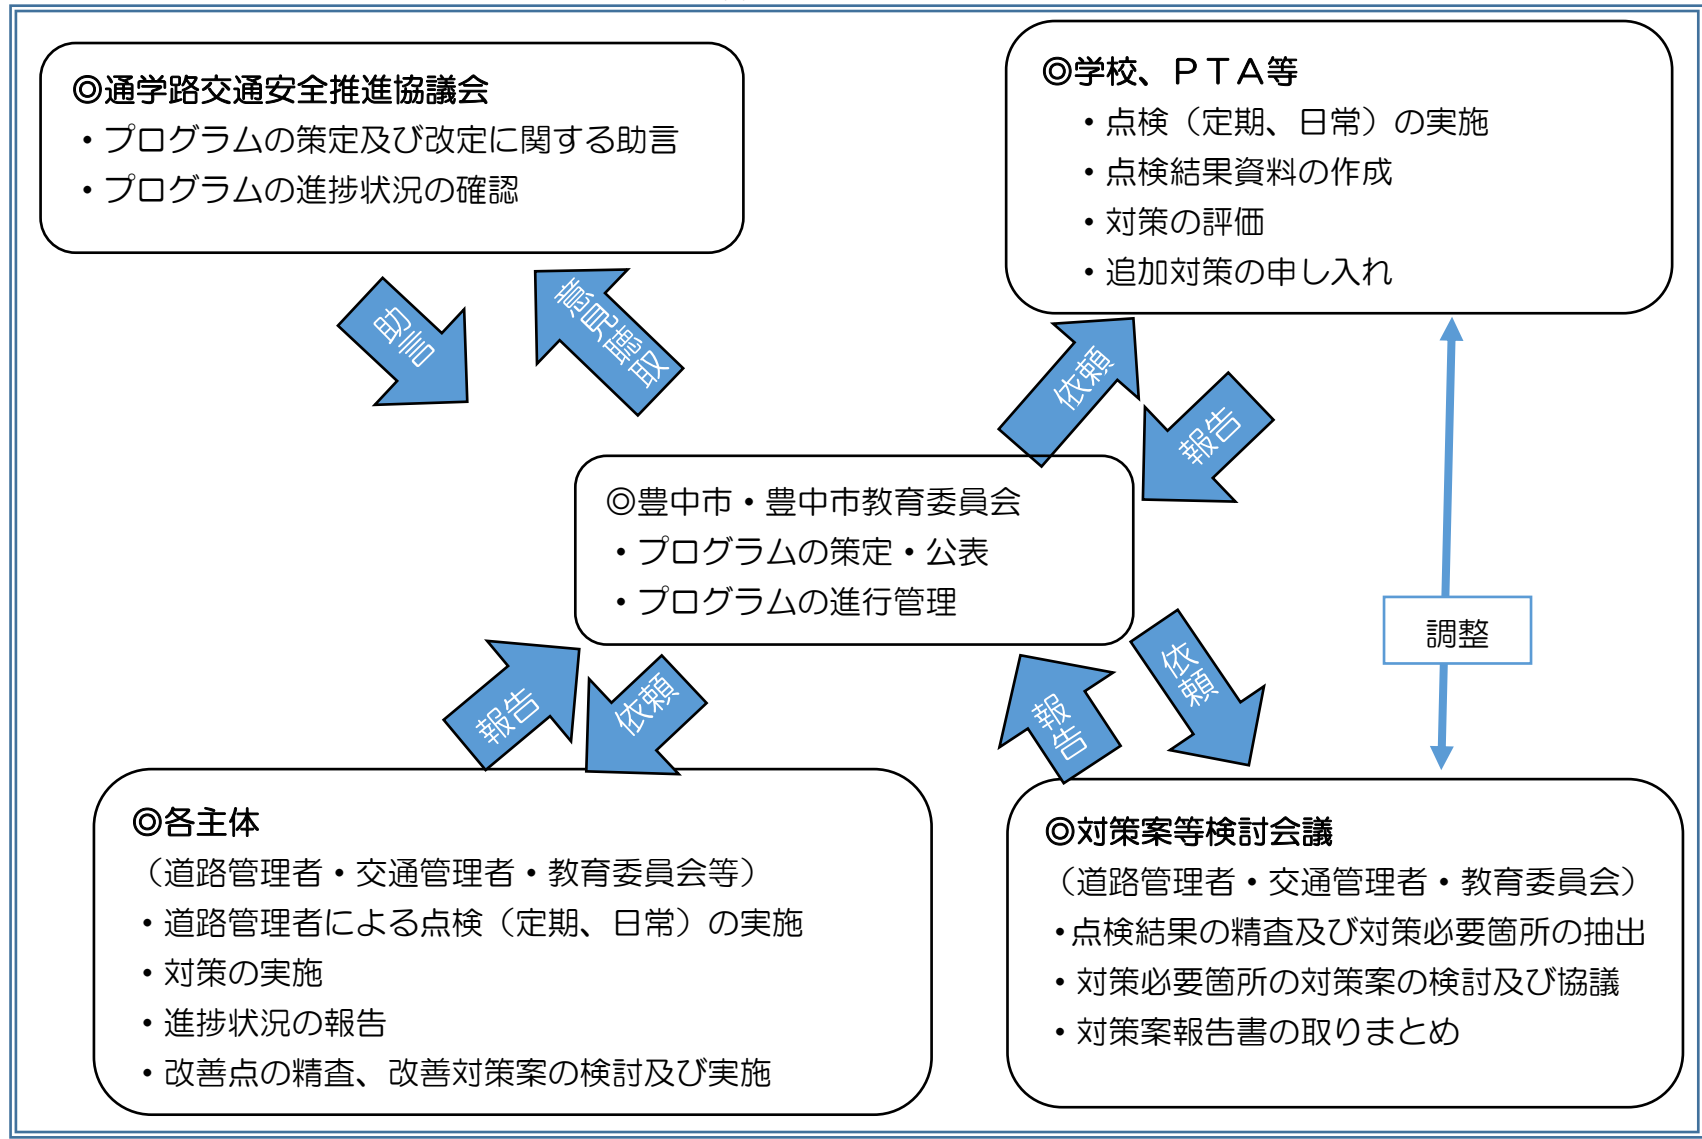 ◎通学路交通安全推進協議会
・プログラムの策定及び改定に関する助言
・プログラムの進捗状況の確認
◎学校、ＰＴＡ等
・点検（定期、日常）の実施
・点検結果資料の作成
・対策の評価
・追加対策の申し入れ
助言
意見聴取
依頼
報告
◎豊中市・豊中市教育委員会
・プログラムの策定・公表
・プログラムの進行管理
調整
報告
依頼
報告
依頼
◎各主体
（道路管理者・交通管理者・教育委員会等）
・道路管理者による点検（定期、日常）の実施
・対策の実施
・進捗状況の報告
・改善点の精査、改善対策案の検討及び実施
◎対策案等検討会議
（道路管理者・交通管理者・教育委員会）
・点検結果の精査及び対策必要箇所の抽出
・対策必要箇所の対策案の検討及び協議
・対策案報告書の取りまとめ